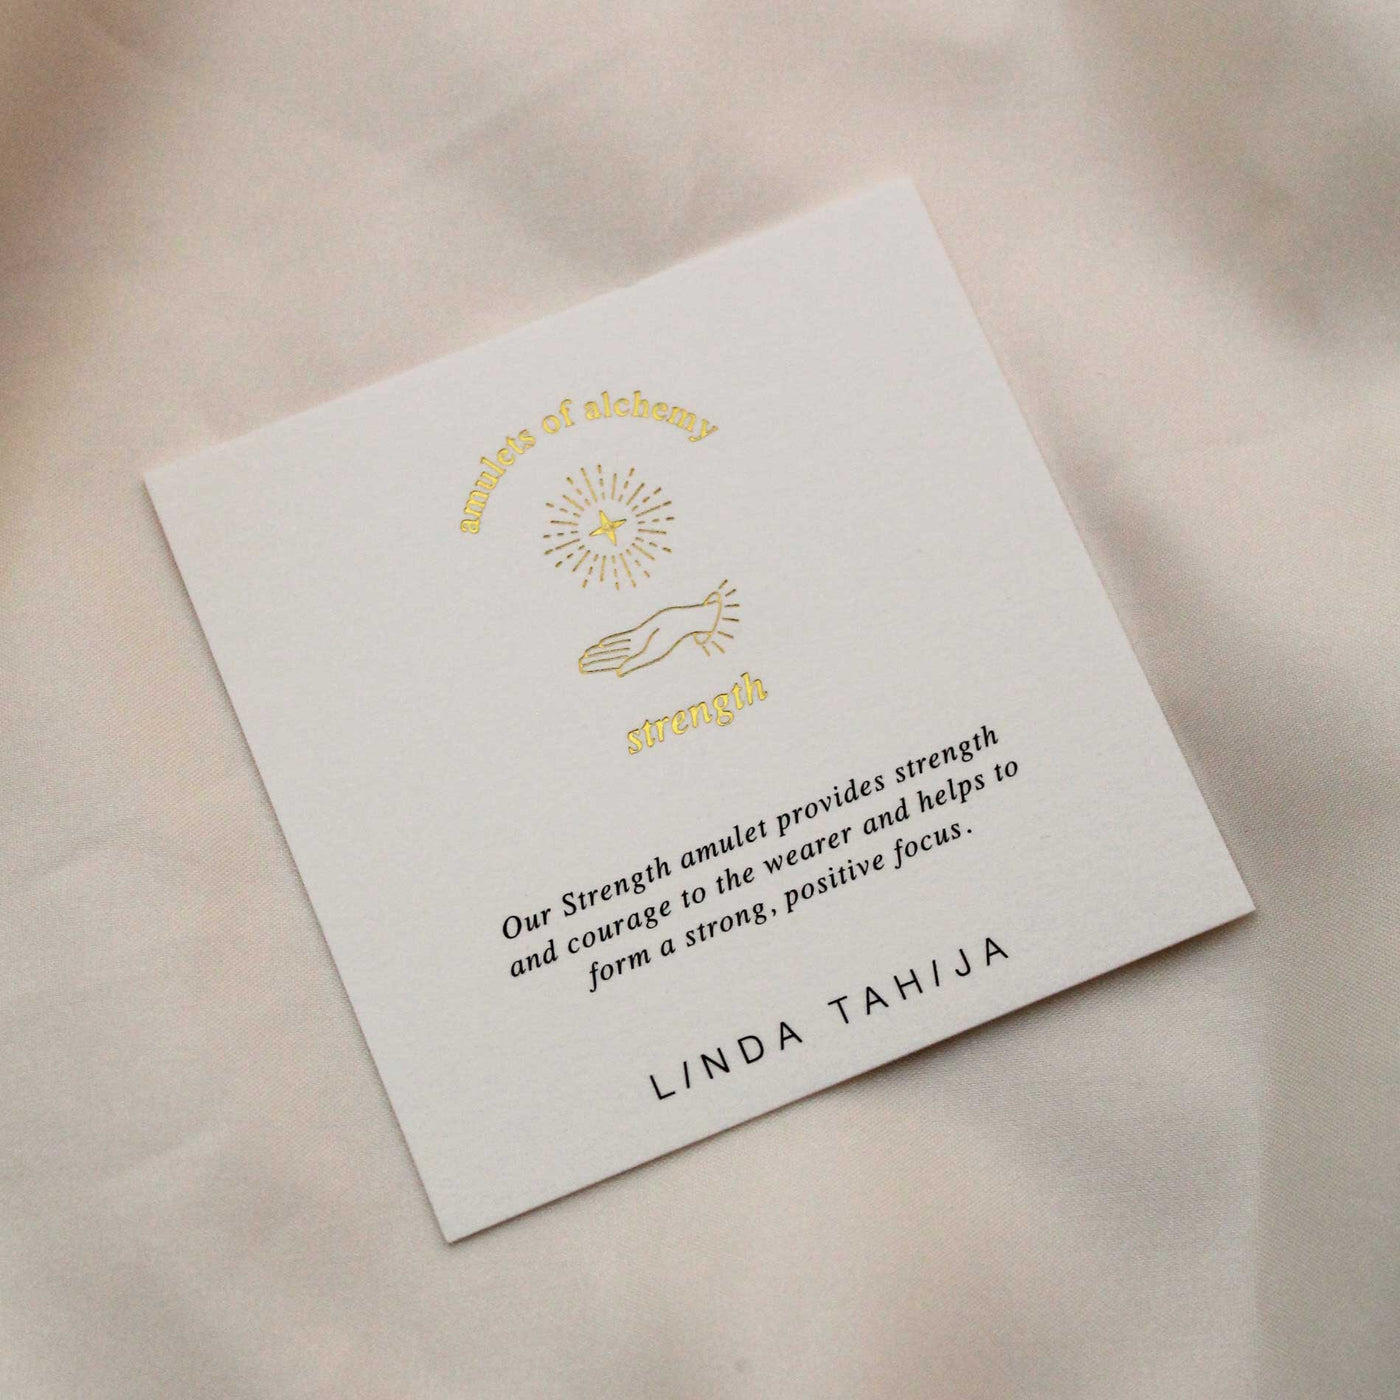 amulets of alchemy
strength
Our Strength amulet provides strength
and courage to the wearer and helps to
form a strong, positive focus.
LINDA TAHIJA